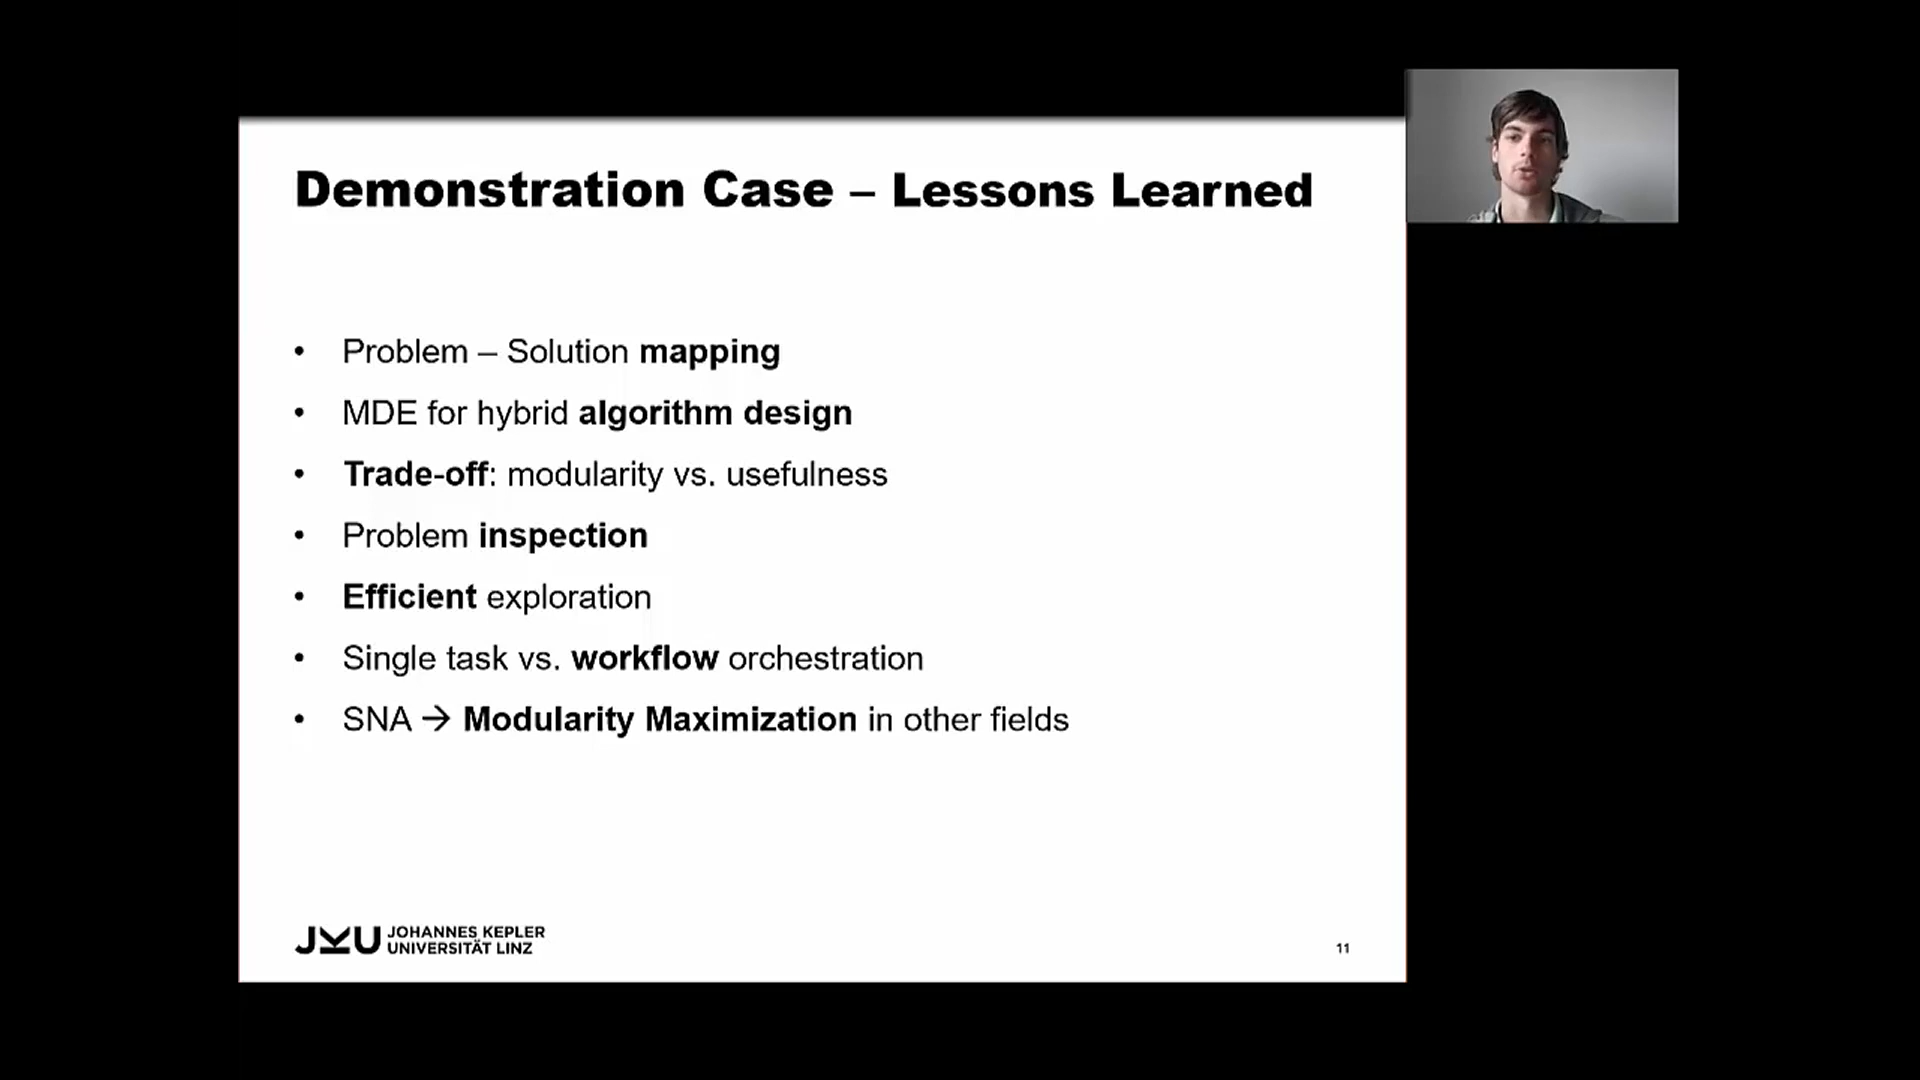 Demonstration Case – Lessons Learned
• Problem – Solution mapping
• MDE for hybrid algorithm design
• Trade-off: modularity vs. usefulness
• Problem inspection
• Efficient exploration
• Single task vs. workflow orchestration
• SNA → Modularity Maximization in other fields
JKU JOHANNES KEPLER
UNIVERSITÄT LINZ
11